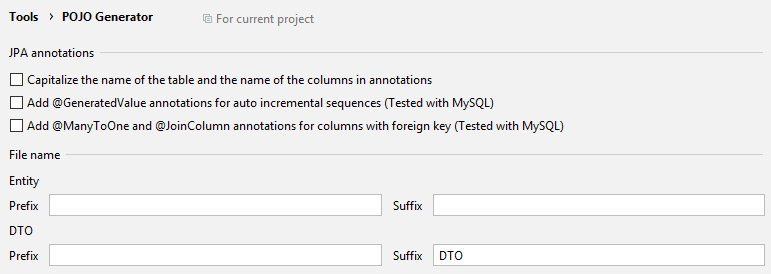 Tools › POJO Generator For current project
JPA annotations
Capitalize the name of the table and the name of the columns in annotations
Add @GeneratedValue annotations for auto incremental sequences (Tested with MySQL)
Add @ManyToOne and @JoinColumn annotations for columns with foreign key (Tested with MySQL)
File name
Entity
Prefix Suffix
DTO
Prefix Suffix DTO